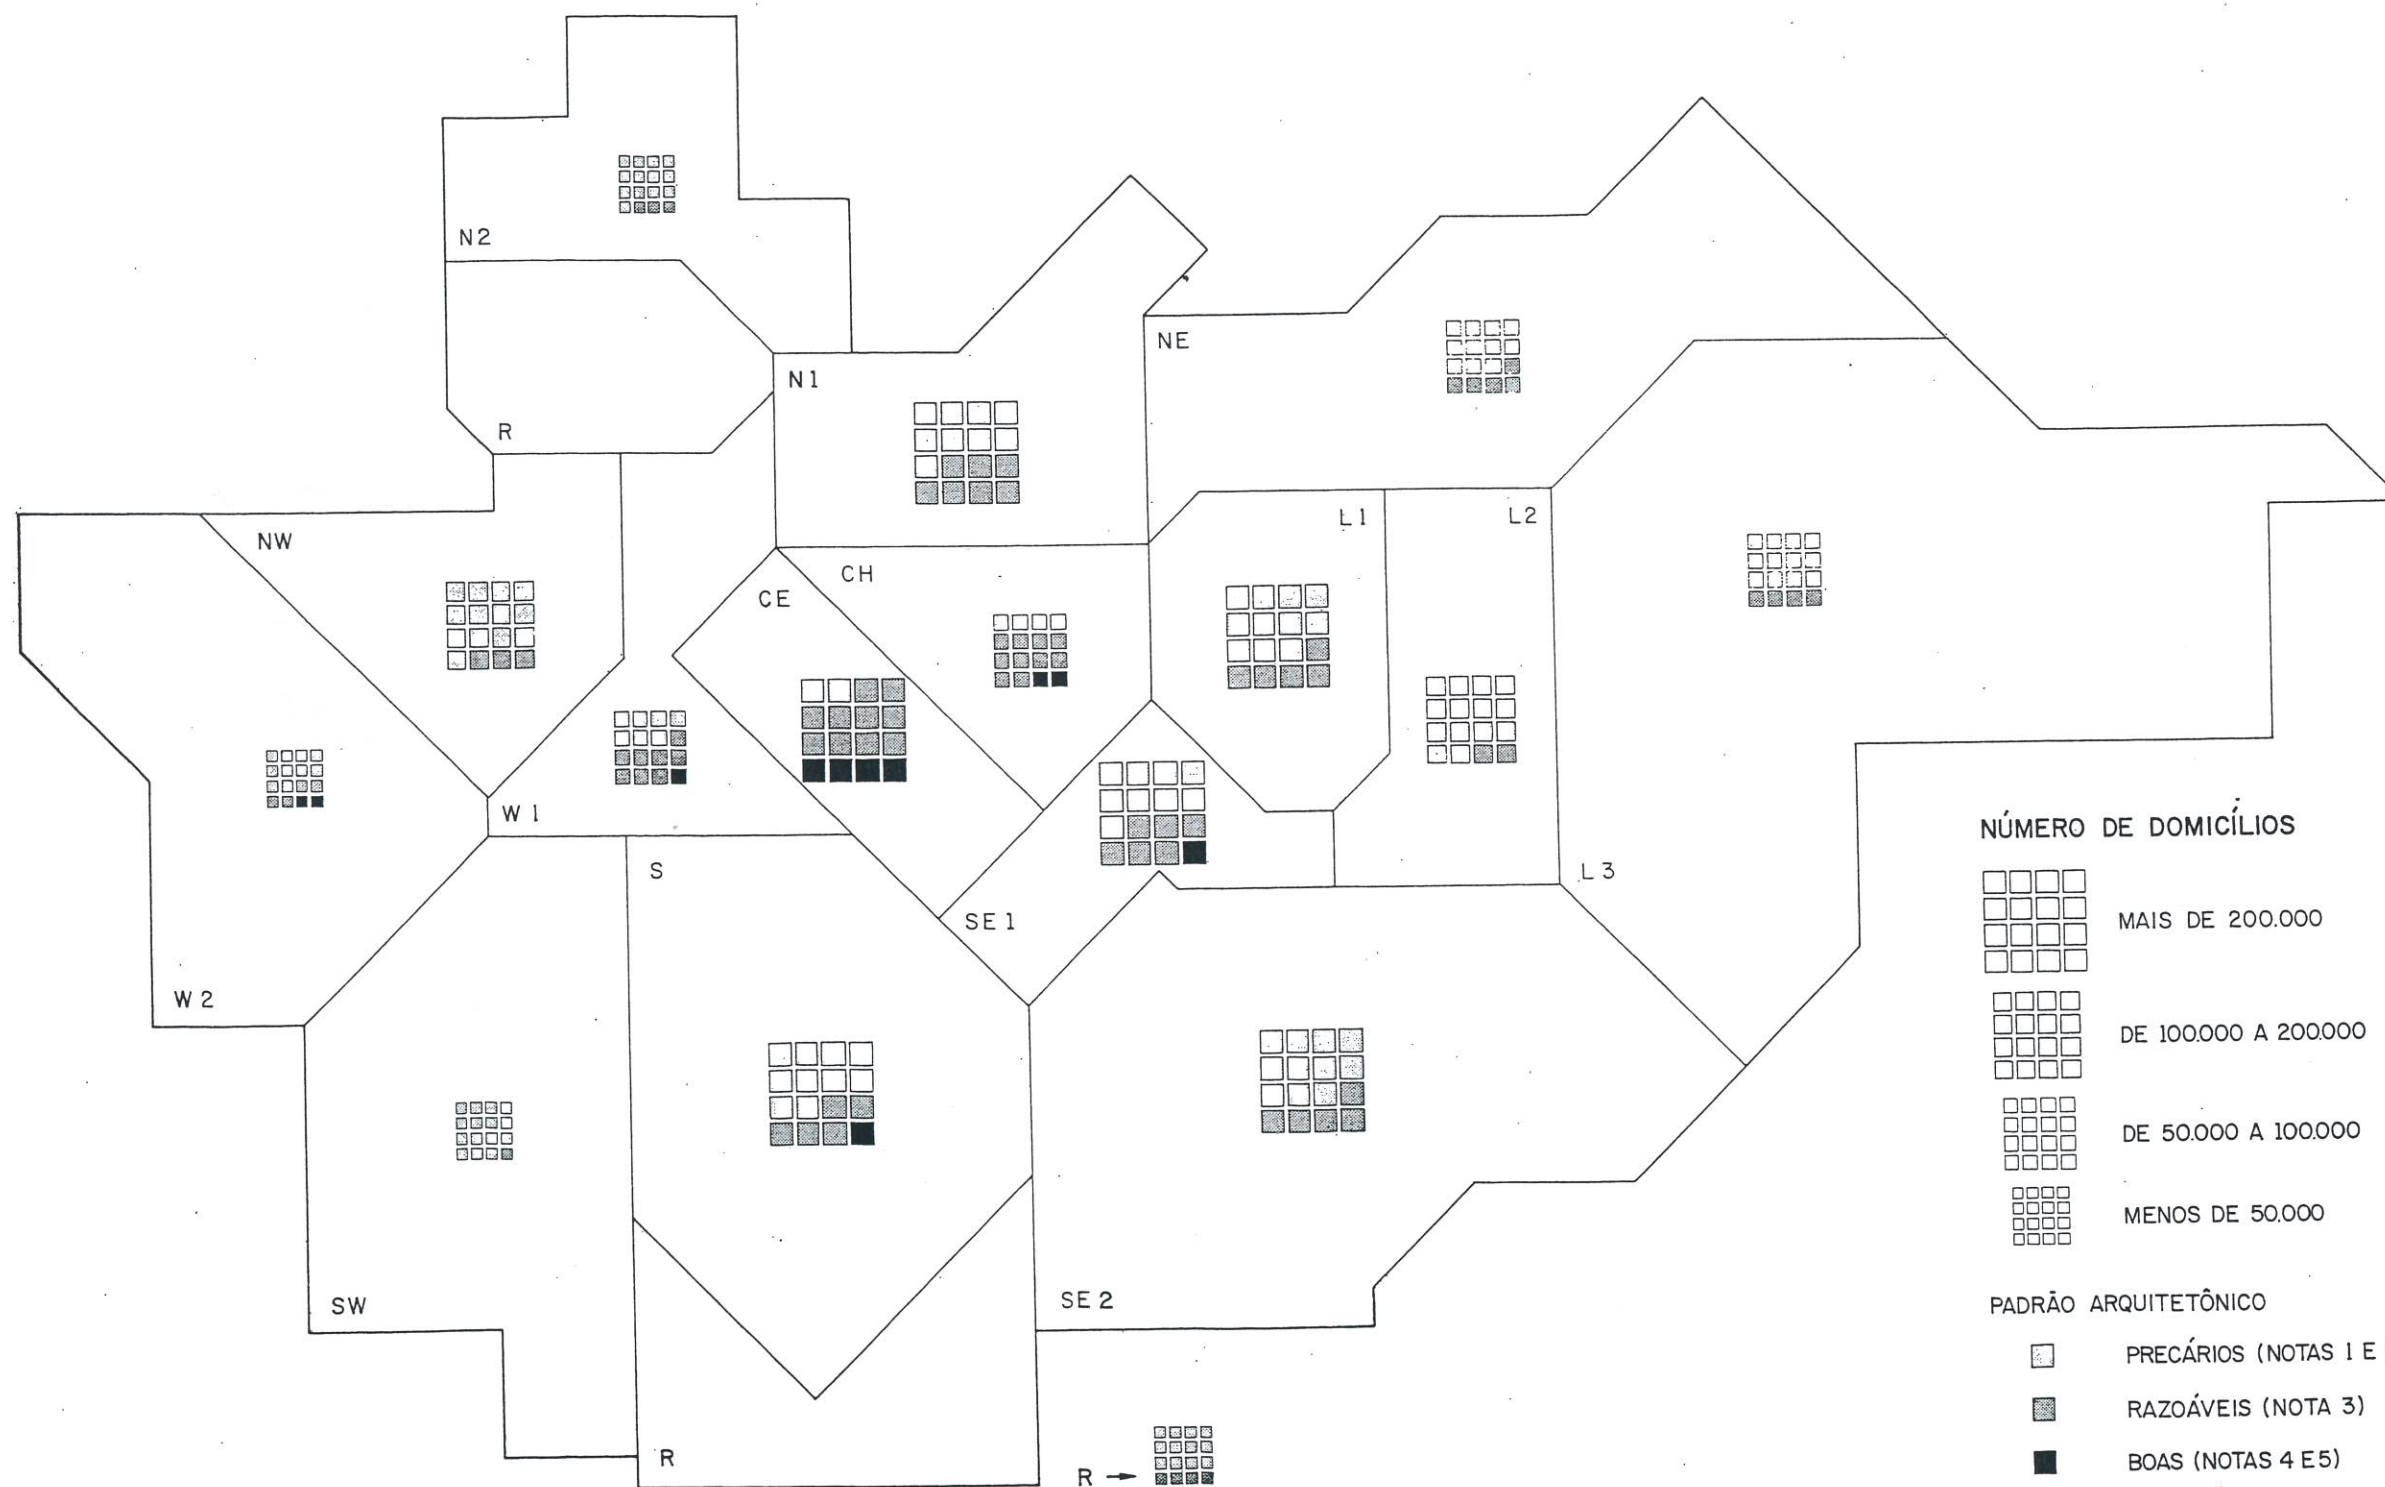 N2
NE
N1
R
L1
L2
NW
CH
CE
W1
S
L3
SE1
W2
SW
SE2
R
R →
NÚMERO DE DOMICÍLIOS
MAIS DE 200.000
DE 100.000 A 200.000
DE 50.000 A 100.000
MENOS DE 50.000
PADRÃO ARQUITETÔNICO
PRECÁRIOS (NOTAS 1 E
RAZOÁVEIS (NOTA 3)
BOAS (NOTAS 4 E 5)